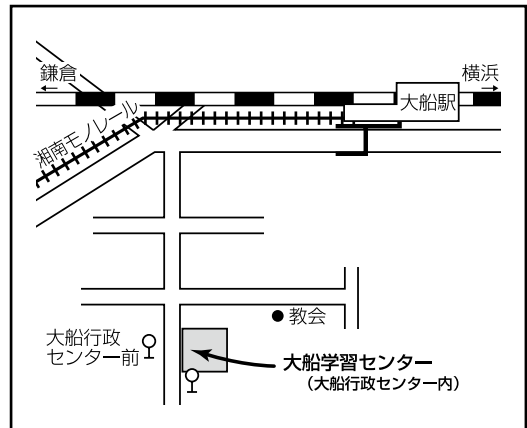 鎌倉
横浜
大船駅
湘南モノレール
教会
大船行政
センター前
大船学習センター
（大船行政センター内）